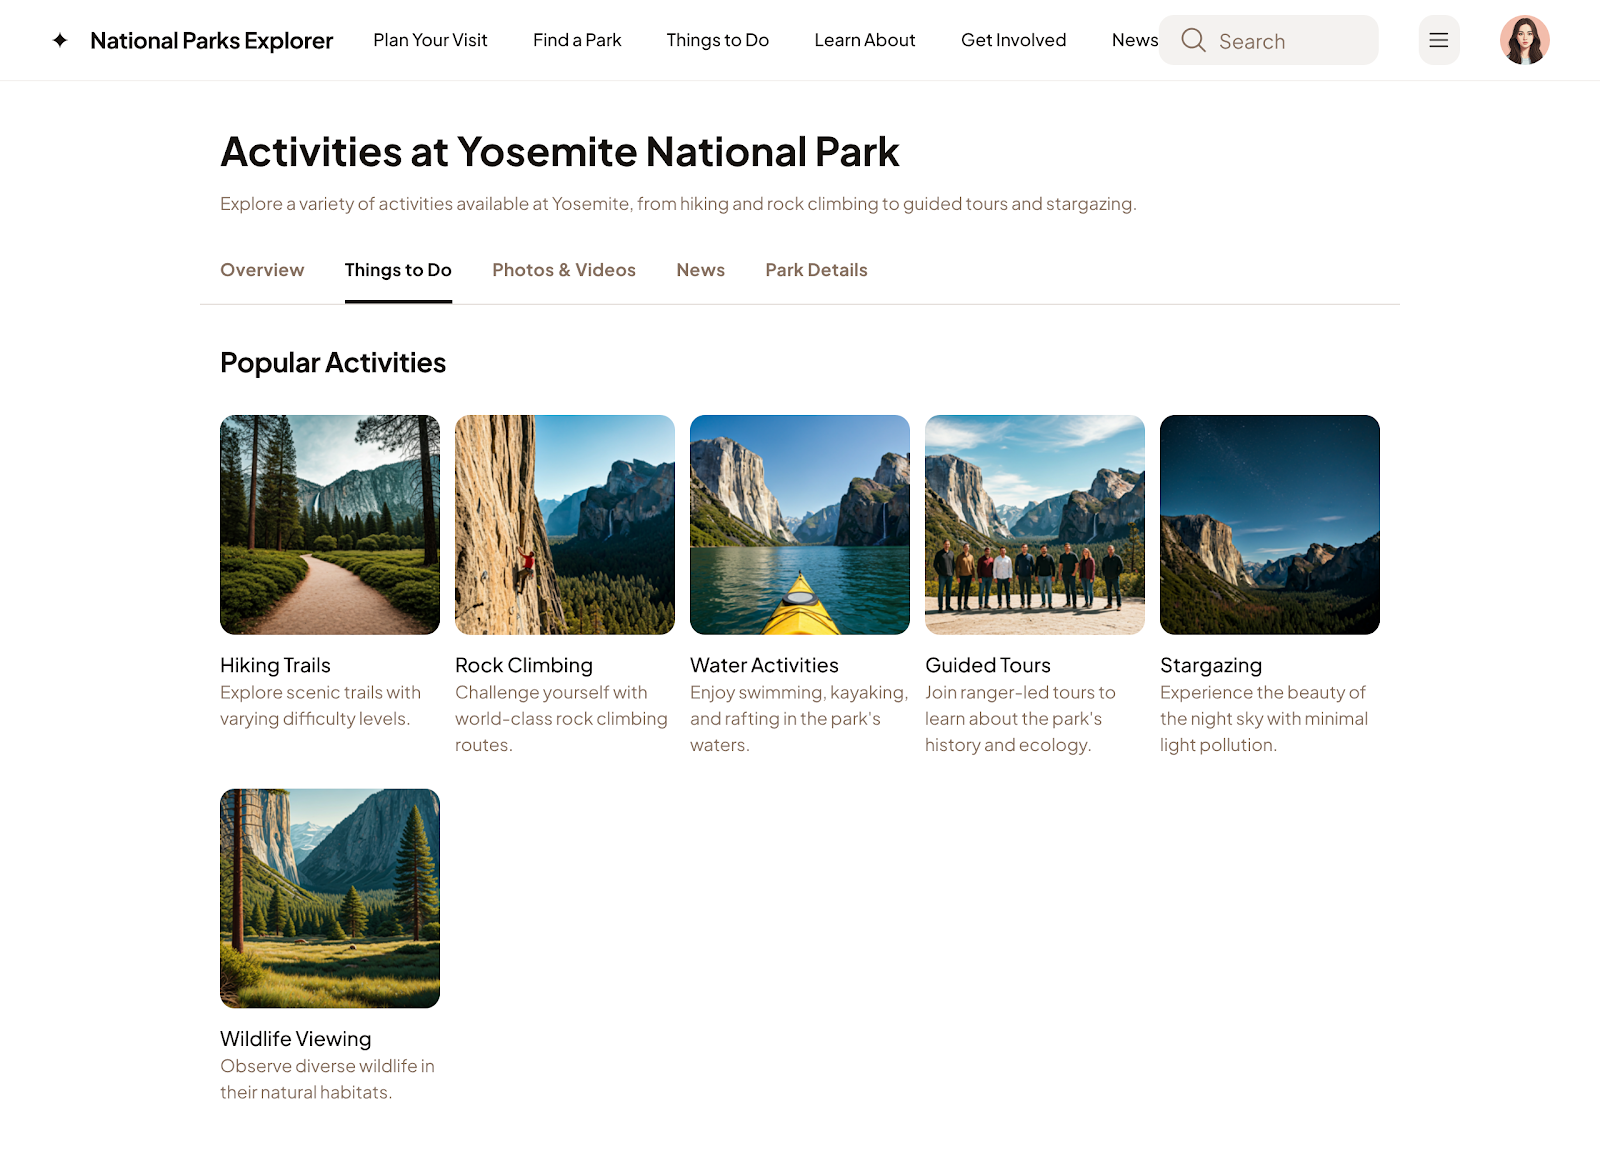 National Parks Explorer
Plan Your Visit
Find a Park
Things to Do
Learn About
Get Involved
News
Search
Activities at Yosemite National Park
Explore a variety of activities available at Yosemite, from hiking and rock climbing to guided tours and stargazing.
Overview
Things to Do
Photos & Videos
News
Park Details
Popular Activities
Hiking Trails
Explore scenic trails with
varying difficulty levels.
Rock Climbing
Challenge yourself with
world-class rock climbing
routes.
Water Activities
Enjoy swimming, kayaking,
and rafting in the park's
waters.
Guided Tours
Join ranger-led tours to
learn about the park's
history and ecology.
Stargazing
Experience the beauty of
the night sky with minimal
light pollution.
Wildlife Viewing
Observe diverse wildlife in
their natural habitats.